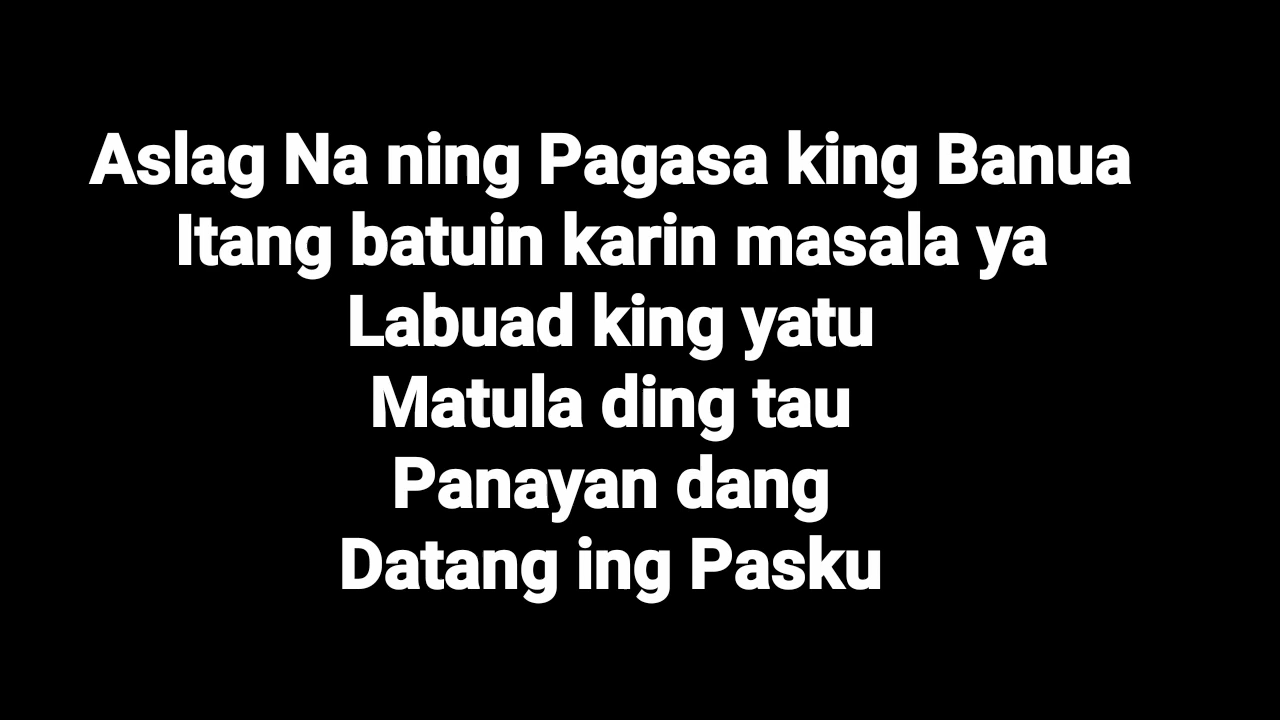 Aslag Na ning Pagasa king Banua
Itang batuin karin masala ya
Labuad king yatu
Matula ding tau
Panayan dang
Datang ing Pasku